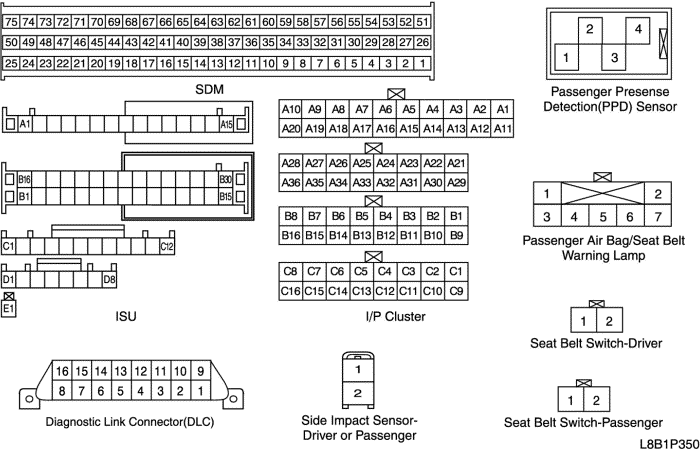 75 74 73 72 71 70 69 68 67 66 65 64 63 62 61 60 59 58 57 56 55 54 53 52 51
50 49 48 47 46 45 44 43 42 41 40 39 38 37 36 35 34 33 32 31 30 29 28 27 26
25 24 23 22 21 20 19 18 17 16 15 14 13 12 11 10 9 8 7 6 5 4 3 2 1
SDM
2 4
1 3
Passenger Presense
Detection(PPD) Sensor
A1 A15
B16 B30
B1 B15
C1 C12
D1 D8
E1
ISU
A10 A9 A8 A7 A6 A5 A4 A3 A2 A1
A20 A19 A18 A17 A16 A15 A14 A13 A12 A11
A28 A27 A26 A25 A24 A23 A22 A21
A36 A35 A34 A33 A32 A31 A30 A29
B8 B7 B6 B5 B4 B3 B2 B1
B16 B15 B14 B13 B12 B11 B10 B9
C8 C7 C6 C5 C4 C3 C2 C1
C16 C15 C14 C13 C12 C11 C10 C9
I/P Cluster
1 2
3 4 5 6 7
Passenger Air Bag/Seat Belt
Warning Lamp
1 2
Seat Belt Switch-Driver
16 15 14 13 12 11 10 9
8 7 6 5 4 3 2 1
Diagnostic Link Connector(DLC)
1
2
Side Impact Sensor-
Driver or Passenger
1 2
Seat Belt Switch-Passenger
L8B1P350